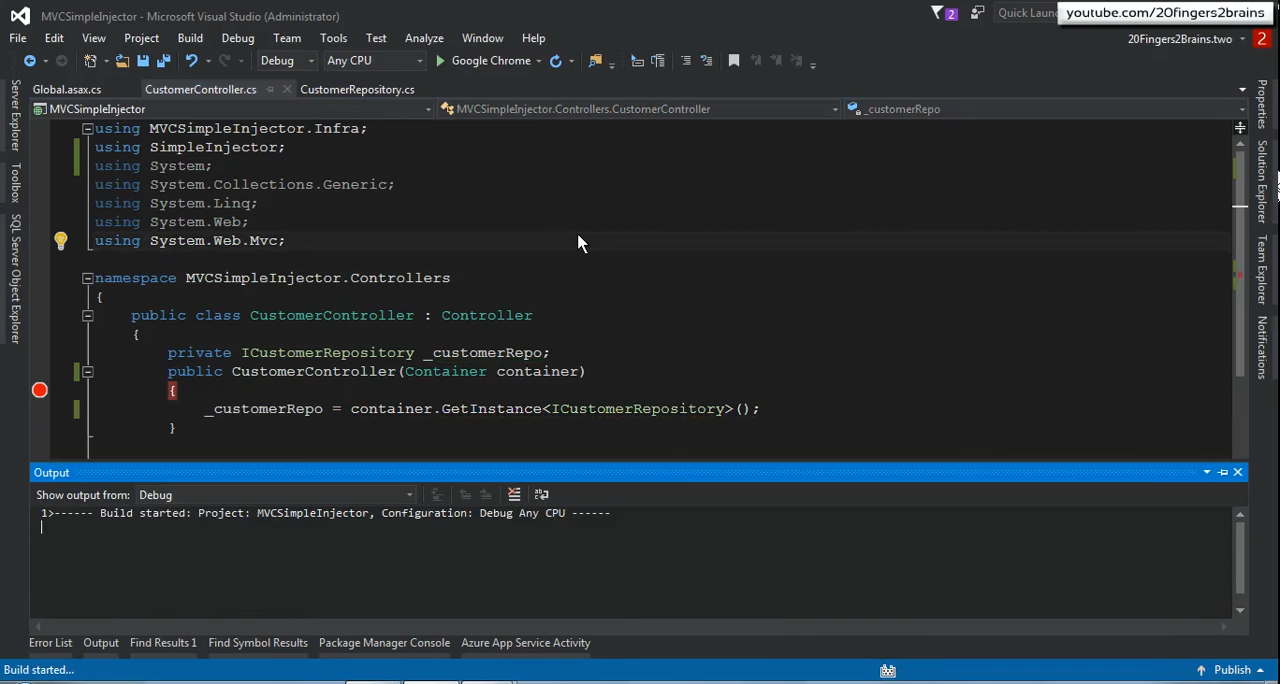 MVCSimpleInjector - Microsoft Visual Studio (Administrator)
2
Quick Laun
youtube.com/20fingers2brains
File Edit View Project Build Debug Team Tools Test Analyze Window Help
20Fingers2Brains.two
2
Debug Any CPU Google Chrome
Global.asax.cs CustomerController.cs CustomerRepository.cs
MVCSimpleInjector MVCSimpleInjector.Controllers.CustomerController _customerRepo
Server Explorer
Toolbox
SQL Server Object Explorer
using MVCSimpleInjector.Infra;
using SimpleInjector;
using System;
using System.Collections.Generic;
using System.Linq;
using System.Web;
using System.Web.Mvc;
namespace MVCSimpleInjector.Controllers
{
public class CustomerController : Controller
{
private ICustomerRepository _customerRepo;
public CustomerController(Container container)
{
_customerRepo = container.GetInstance<ICustomerRepository>();
}
Properties
Solution Explorer
Team Explorer
Notifications
Output
Show output from: Debug
1>------ Build started: Project: MVCSimpleInjector, Configuration: Debug Any CPU ------
Error List Output Find Results 1 Find Symbol Results Package Manager Console Azure App Service Activity
Build started... Publish